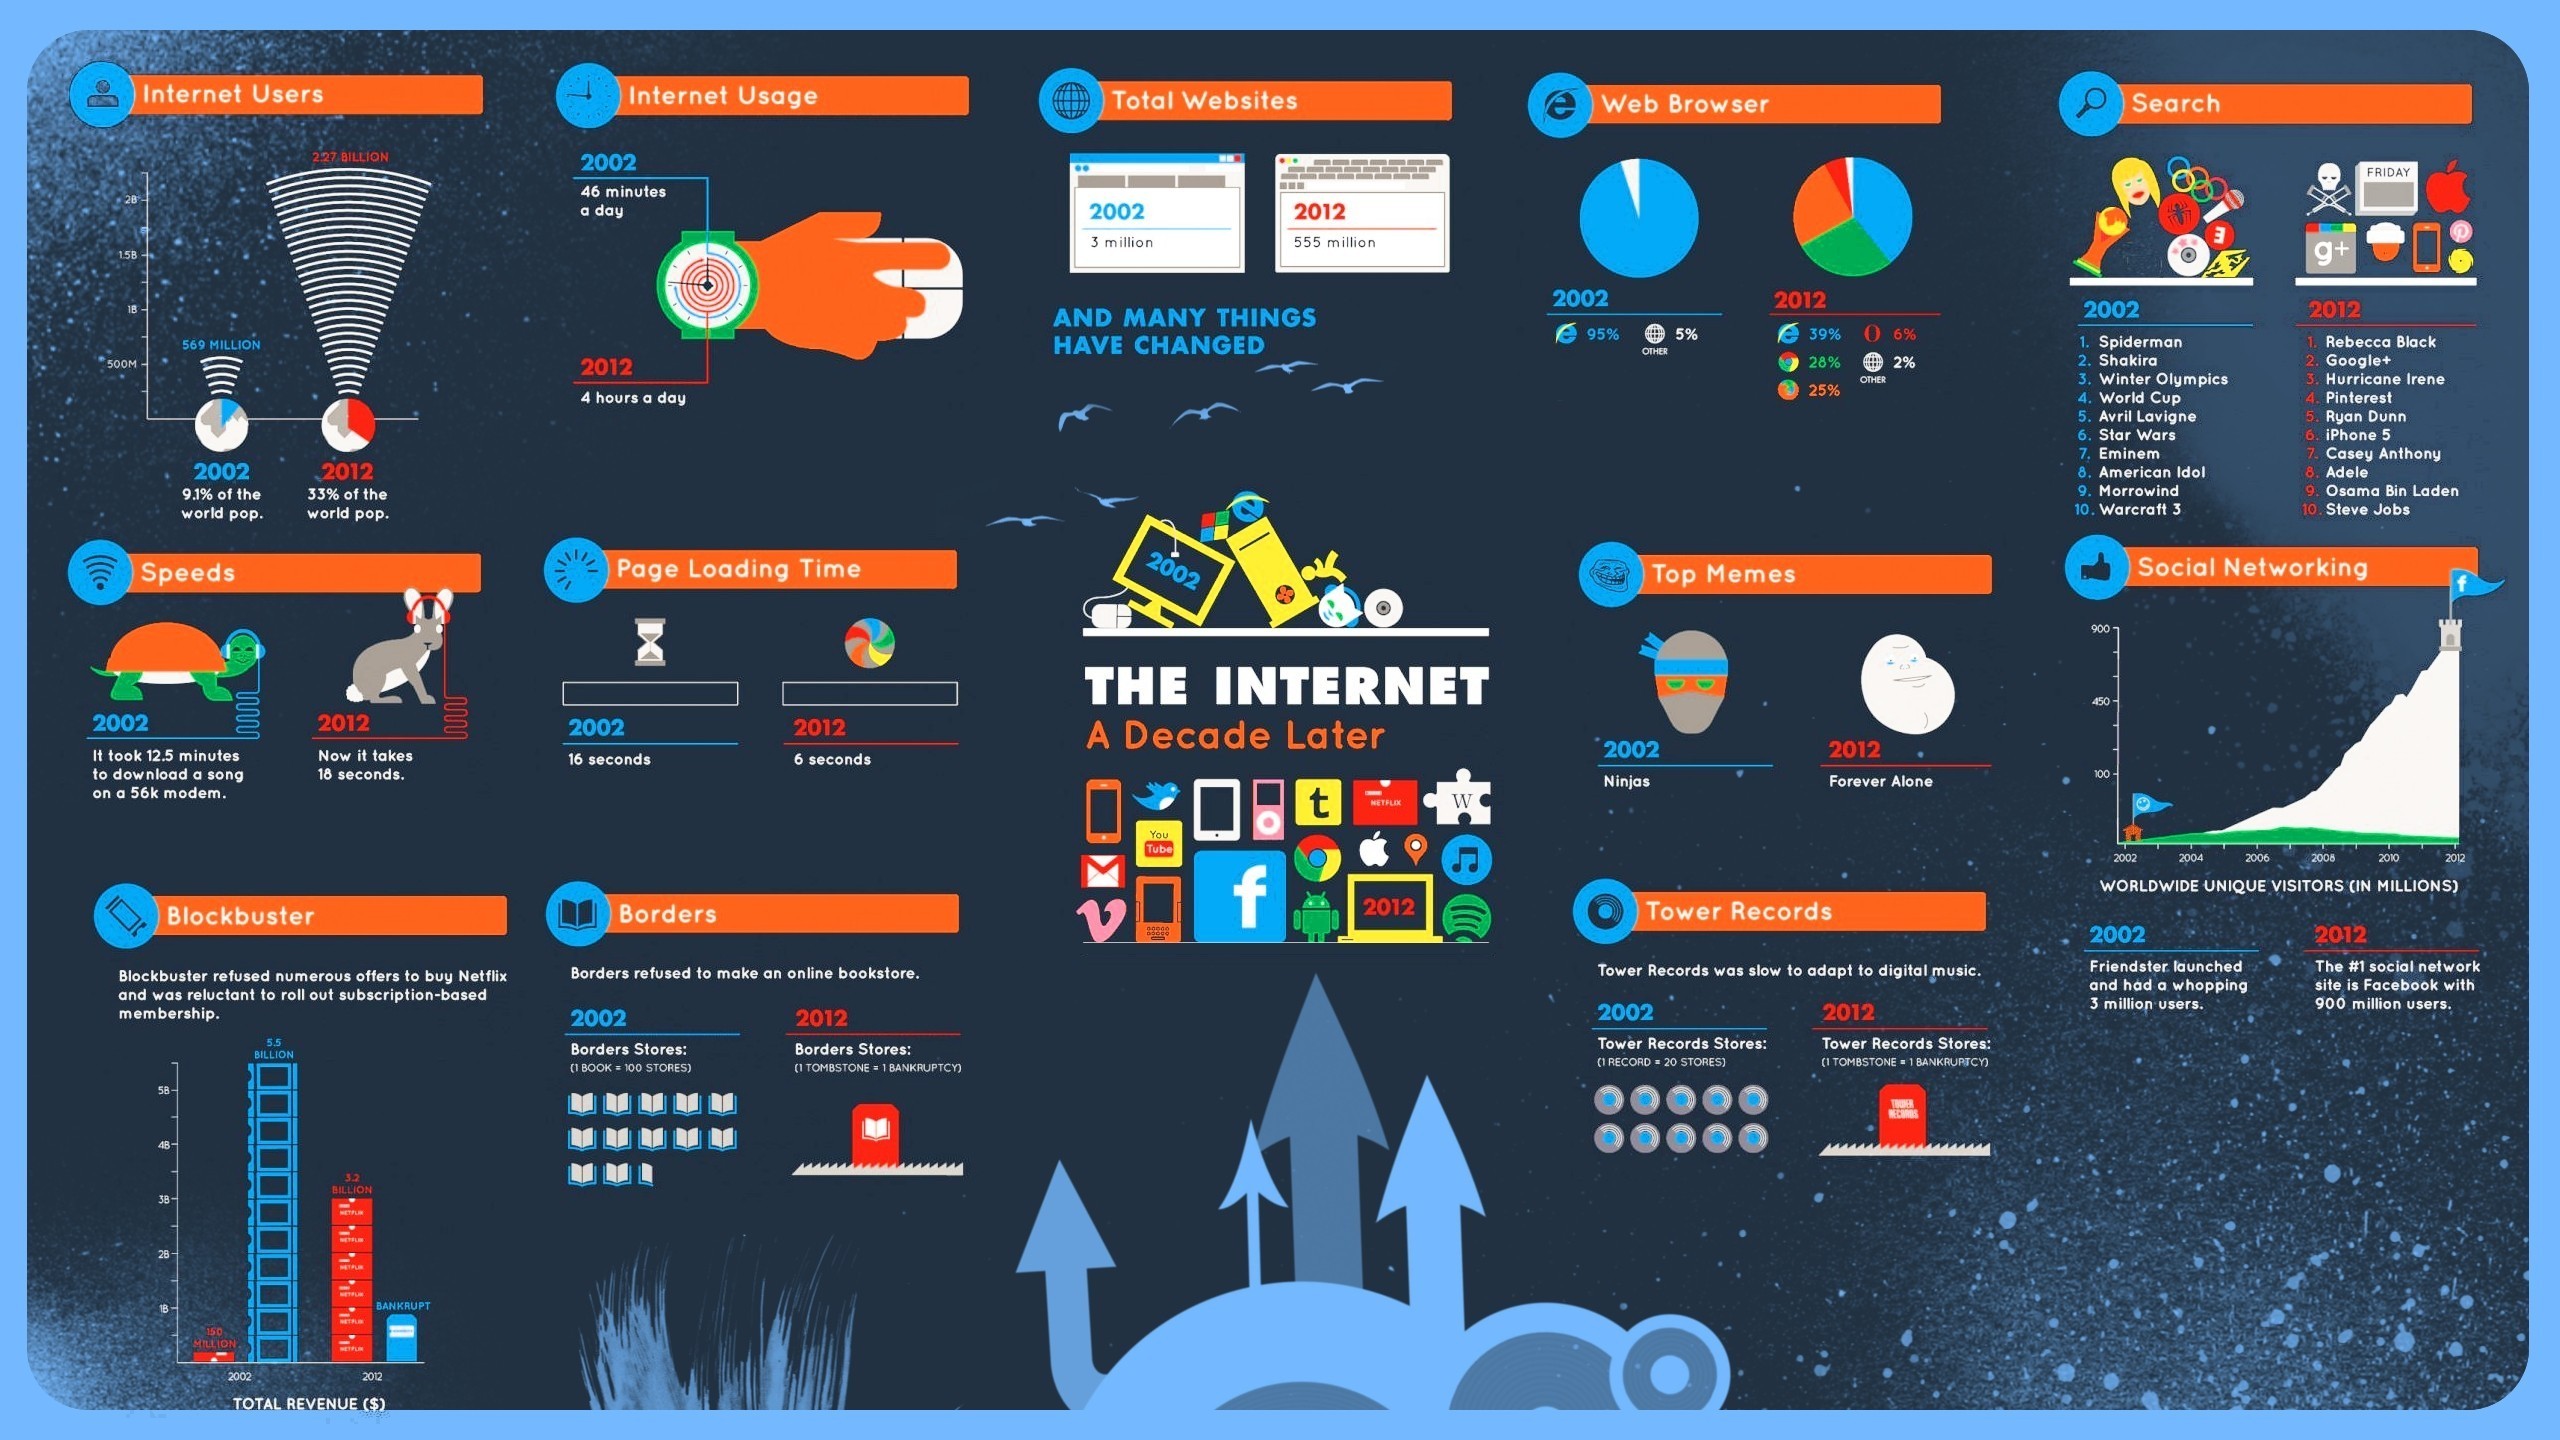 Internet Users
2.27 BILLION
2B
1.5B
1B
500M
569 MILLION
2002
9.1% of the
world pop.
2012
33% of the
world pop.
Internet Usage
2002
46 minutes
a day
2012
4 hours a day
Total Websites
2002
3 million
2012
555 million
AND MANY THINGS
HAVE CHANGED
Web Browser
2002
95%
5%
OTHER
2012
39%
6%
28%
2%
OTHER
25%
Search
FRIDAY
g+
2002
1. Spiderman
2. Shakira
3. Winter Olympics
4. World Cup
5. Avril Lavigne
6. Star Wars
7. Eminem
8. American Idol
9. Morrowind
10. Warcraft 3
2012
1. Rebecca Black
2. Google+
3. Hurricane Irene
4. Pinterest
5. Ryan Dunn
6. iPhone 5
7. Casey Anthony
8. Adele
9. Osama Bin Laden
10. Steve Jobs
Speeds
2002
It took 12.5 minutes
to download a song
on a 56k modem.
2012
Now it takes
18 seconds.
Page Loading Time
2002
16 seconds
2012
6 seconds
2002
THE INTERNET
A Decade Later
t
NETFLIX
W
You
Tube
f
2012
Top Memes
2002
Ninjas
2012
Forever Alone
Social Networking
f
900
450
100
2002 2004 2006 2008 2010 2012
WORLDWIDE UNIQUE VISITORS (IN MILLIONS)
2002
Friendster launched
and had a whopping
3 million users.
2012
The #1 social network
site is Facebook with
900 million users.
Blockbuster
Blockbuster refused numerous offers to buy Netflix
and was reluctant to roll out subscription-based
membership.
5.5
BILLION
5B
4B
3B
2B
1B
150
MILLION
3.2
BILLION
NETFLIX
NETFLIX
NETFLIX
NETFLIX
NETFLIX
NETFLIX
BANKRUPT
2002 2012
TOTAL REVENUE ($)
Borders
Borders refused to make an online bookstore.
2002
Borders Stores:
(1 BOOK = 100 STORES)
2012
Borders Stores:
(1 TOMBSTONE = 1 BANKRUPTCY)
Tower Records
Tower Records was slow to adapt to digital music.
2002
Tower Records Stores:
(1 RECORD = 20 STORES)
2012
Tower Records Stores:
(1 TOMBSTONE = 1 BANKRUPTCY)
TOWER
RECORDS